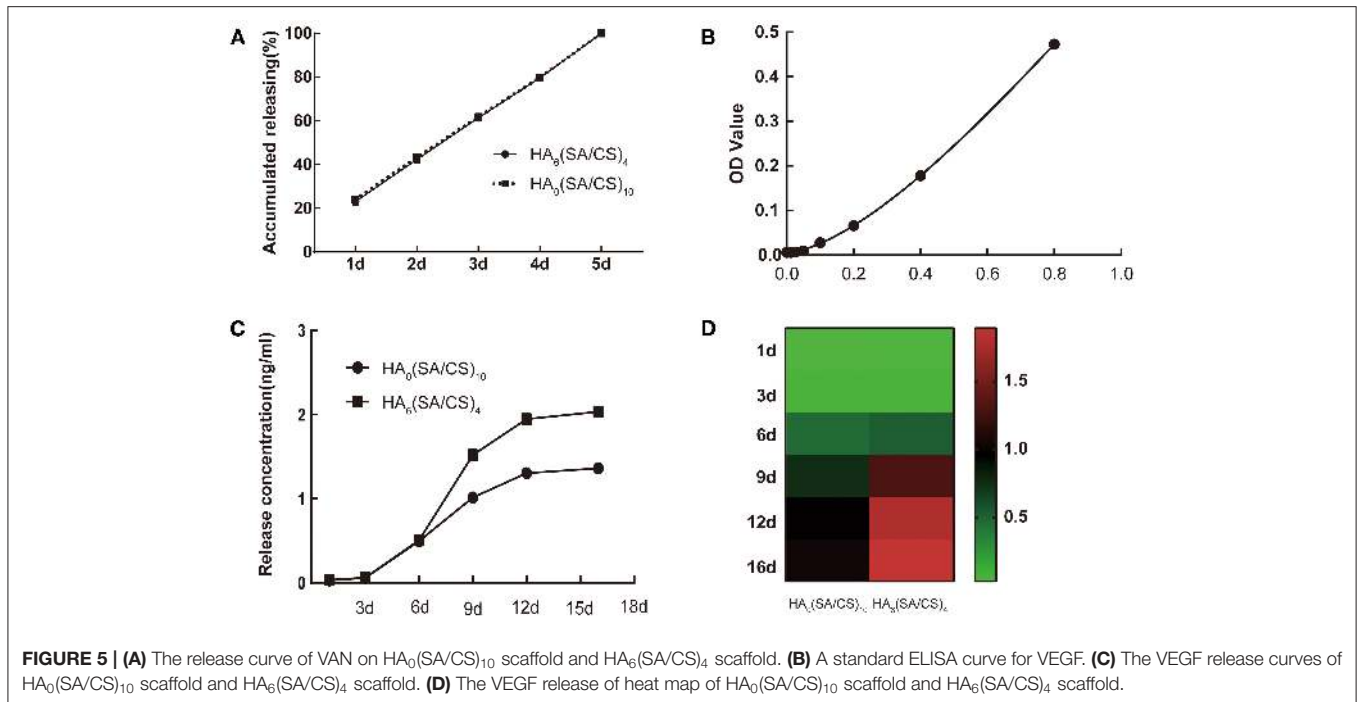 A
Accumulated releasing(%)
100
80
60
40
20
0
1d 2d 3d 4d 5d
HA₆(SA/CS)₄
HA₀(SA/CS)₁₀
B
OD Value
0.5
0.4
0.3
0.2
0.1
0.0
0.0 0.2 0.4 0.6 0.8 1.0
C
Release concentration(ng/ml)
3
2
1
0
3d 6d 9d 12d 15d 18d
HA₀(SA/CS)₁₀
HA₆(SA/CS)₄
D
1d
3d
6d
9d
12d
16d
1.5
1.0
0.5
FIGURE 5 | (A) The release curve of VAN on HA₀(SA/CS)₁₀ scaffold and HA₆(SA/CS)₄ scaffold. (B) A standard ELISA curve for VEGF. (C) The VEGF release curves of
HA₀(SA/CS)₁₀ scaffold and HA₆(SA/CS)₄ scaffold. (D) The VEGF release of heat map of HA₀(SA/CS)₁₀ scaffold and HA₆(SA/CS)₄ scaffold.